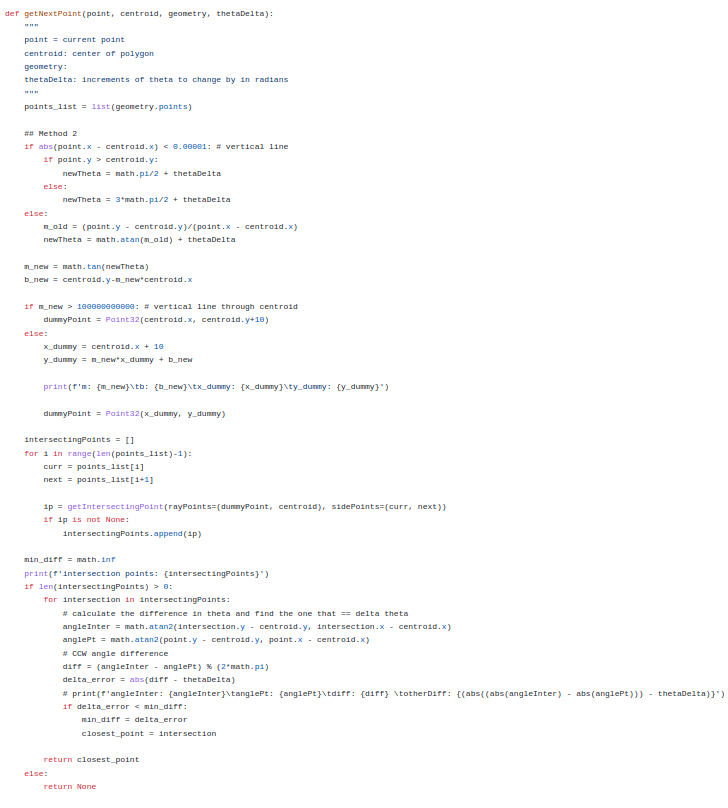 def getNextPoint(point, centroid, geometry, thetaDelta):
    """
    point = current point
    centroid: center of polygon
    geometry:
    thetaDelta: increments of theta to change by in radians
    """
    points_list = list(geometry.points)

    ## Method 2
    if abs(point.x - centroid.x) < 0.00001: # vertical line
        if point.y > centroid.y:
            newTheta = math.pi/2 + thetaDelta
        else:
            newTheta = 3*math.pi/2 + thetaDelta
    else:
        m_old = (point.y - centroid.y)/(point.x - centroid.x)
        newTheta = math.atan(m_old) + thetaDelta

    m_new = math.tan(newTheta)
    b_new = centroid.y-m_new*centroid.x

    if m_new > 100000000000: # vertical line through centroid
        dummyPoint = Point32(centroid.x, centroid.y+10)
    else:
        x_dummy = centroid.x + 10
        y_dummy = m_new*x_dummy + b_new

        print(f'm: {m_new}\tb: {b_new}\tx_dummy: {x_dummy}\ty_dummy: {y_dummy}')

        dummyPoint = Point32(x_dummy, y_dummy)

    intersectingPoints = []
    for i in range(len(points_list)-1):
        curr = points_list[i]
        next = points_list[i+1]

        ip = getIntersectingPoint(rayPoints=(dummyPoint, centroid), sidePoints=(curr, next))
        if ip is not None:
            intersectingPoints.append(ip)

    min_diff = math.inf
    print(f'intersection points: {intersectingPoints}')
    if len(intersectingPoints) > 0:
        for intersection in intersectingPoints:
            # calculate the difference in theta and find the one that == delta theta
            angleInter = math.atan2(intersection.y - centroid.y, intersection.x - centroid.x)
            anglePt = math.atan2(point.y - centroid.y, point.x - centroid.x)
            # CCW angle difference
            diff = (angleInter - anglePt) % (2*math.pi)
            delta_error = abs(diff - thetaDelta)
            # print(f'angleInter: {angleInter}\tanglePt: {anglePt}\tdiff: {diff} \totherDiff: {(abs((abs(angleInter) - abs(anglePt))) - thetaDelta)}')
            if delta_error < min_diff:
                min_diff = delta_error
                closest_point = intersection

        return closest_point
    else:
        return None